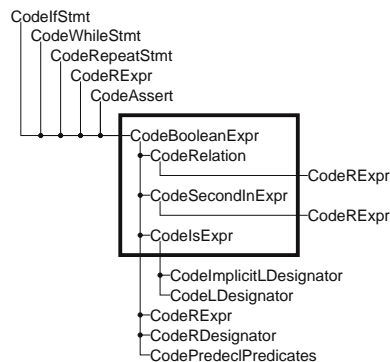 CodeIfStmt
CodeWhileStmt
CodeRepeatStmt
CodeRExpr
CodeAssert
CodeBooleanExpr
CodeRelation
CodeRExpr
CodeSecondInExpr
CodeRExpr
CodeIsExpr
CodeImplicitLDesignator
CodeLDesignator
CodeRExpr
CodeRDesignator
CodePredeclPredicates